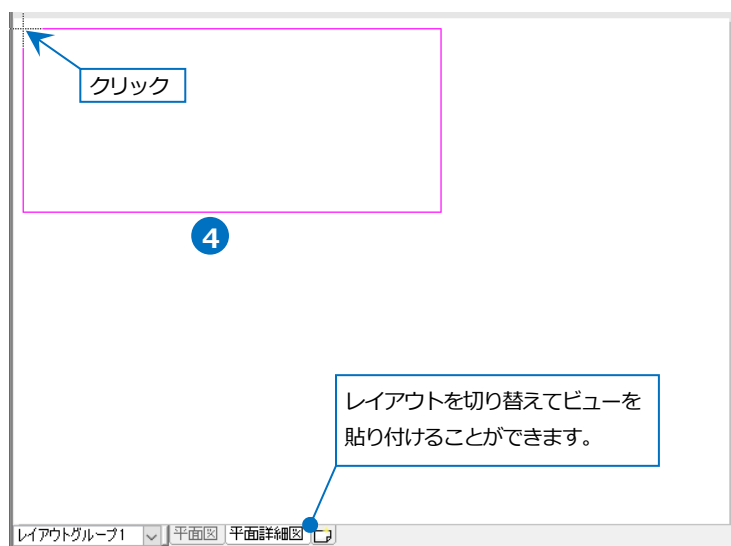 クリック
4
レイアウトを切り替えてビューを
貼り付けることができます。
レイアウトグループ1 平面図 平面詳細図